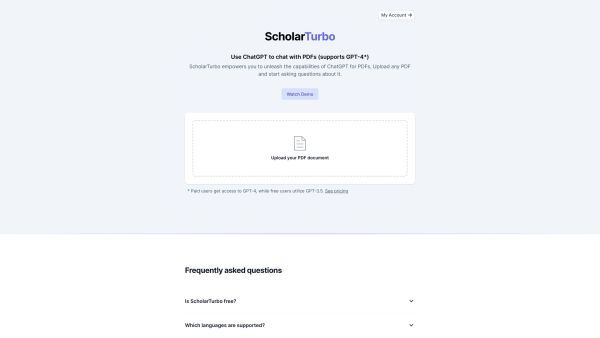 My Account →
ScholarTurbo
Use ChatGPT to chat with PDFs (supports GPT-4*)
ScholarTurbo empowers you to unleash the capabilities of ChatGPT for PDFs. Upload any PDF
and start asking questions about it.
Watch Demo
Upload your PDF document
* Paid users get access to GPT-4, while free users utilize GPT-3.5. See pricing
Frequently asked questions
Is ScholarTurbo free?
Which languages are supported?